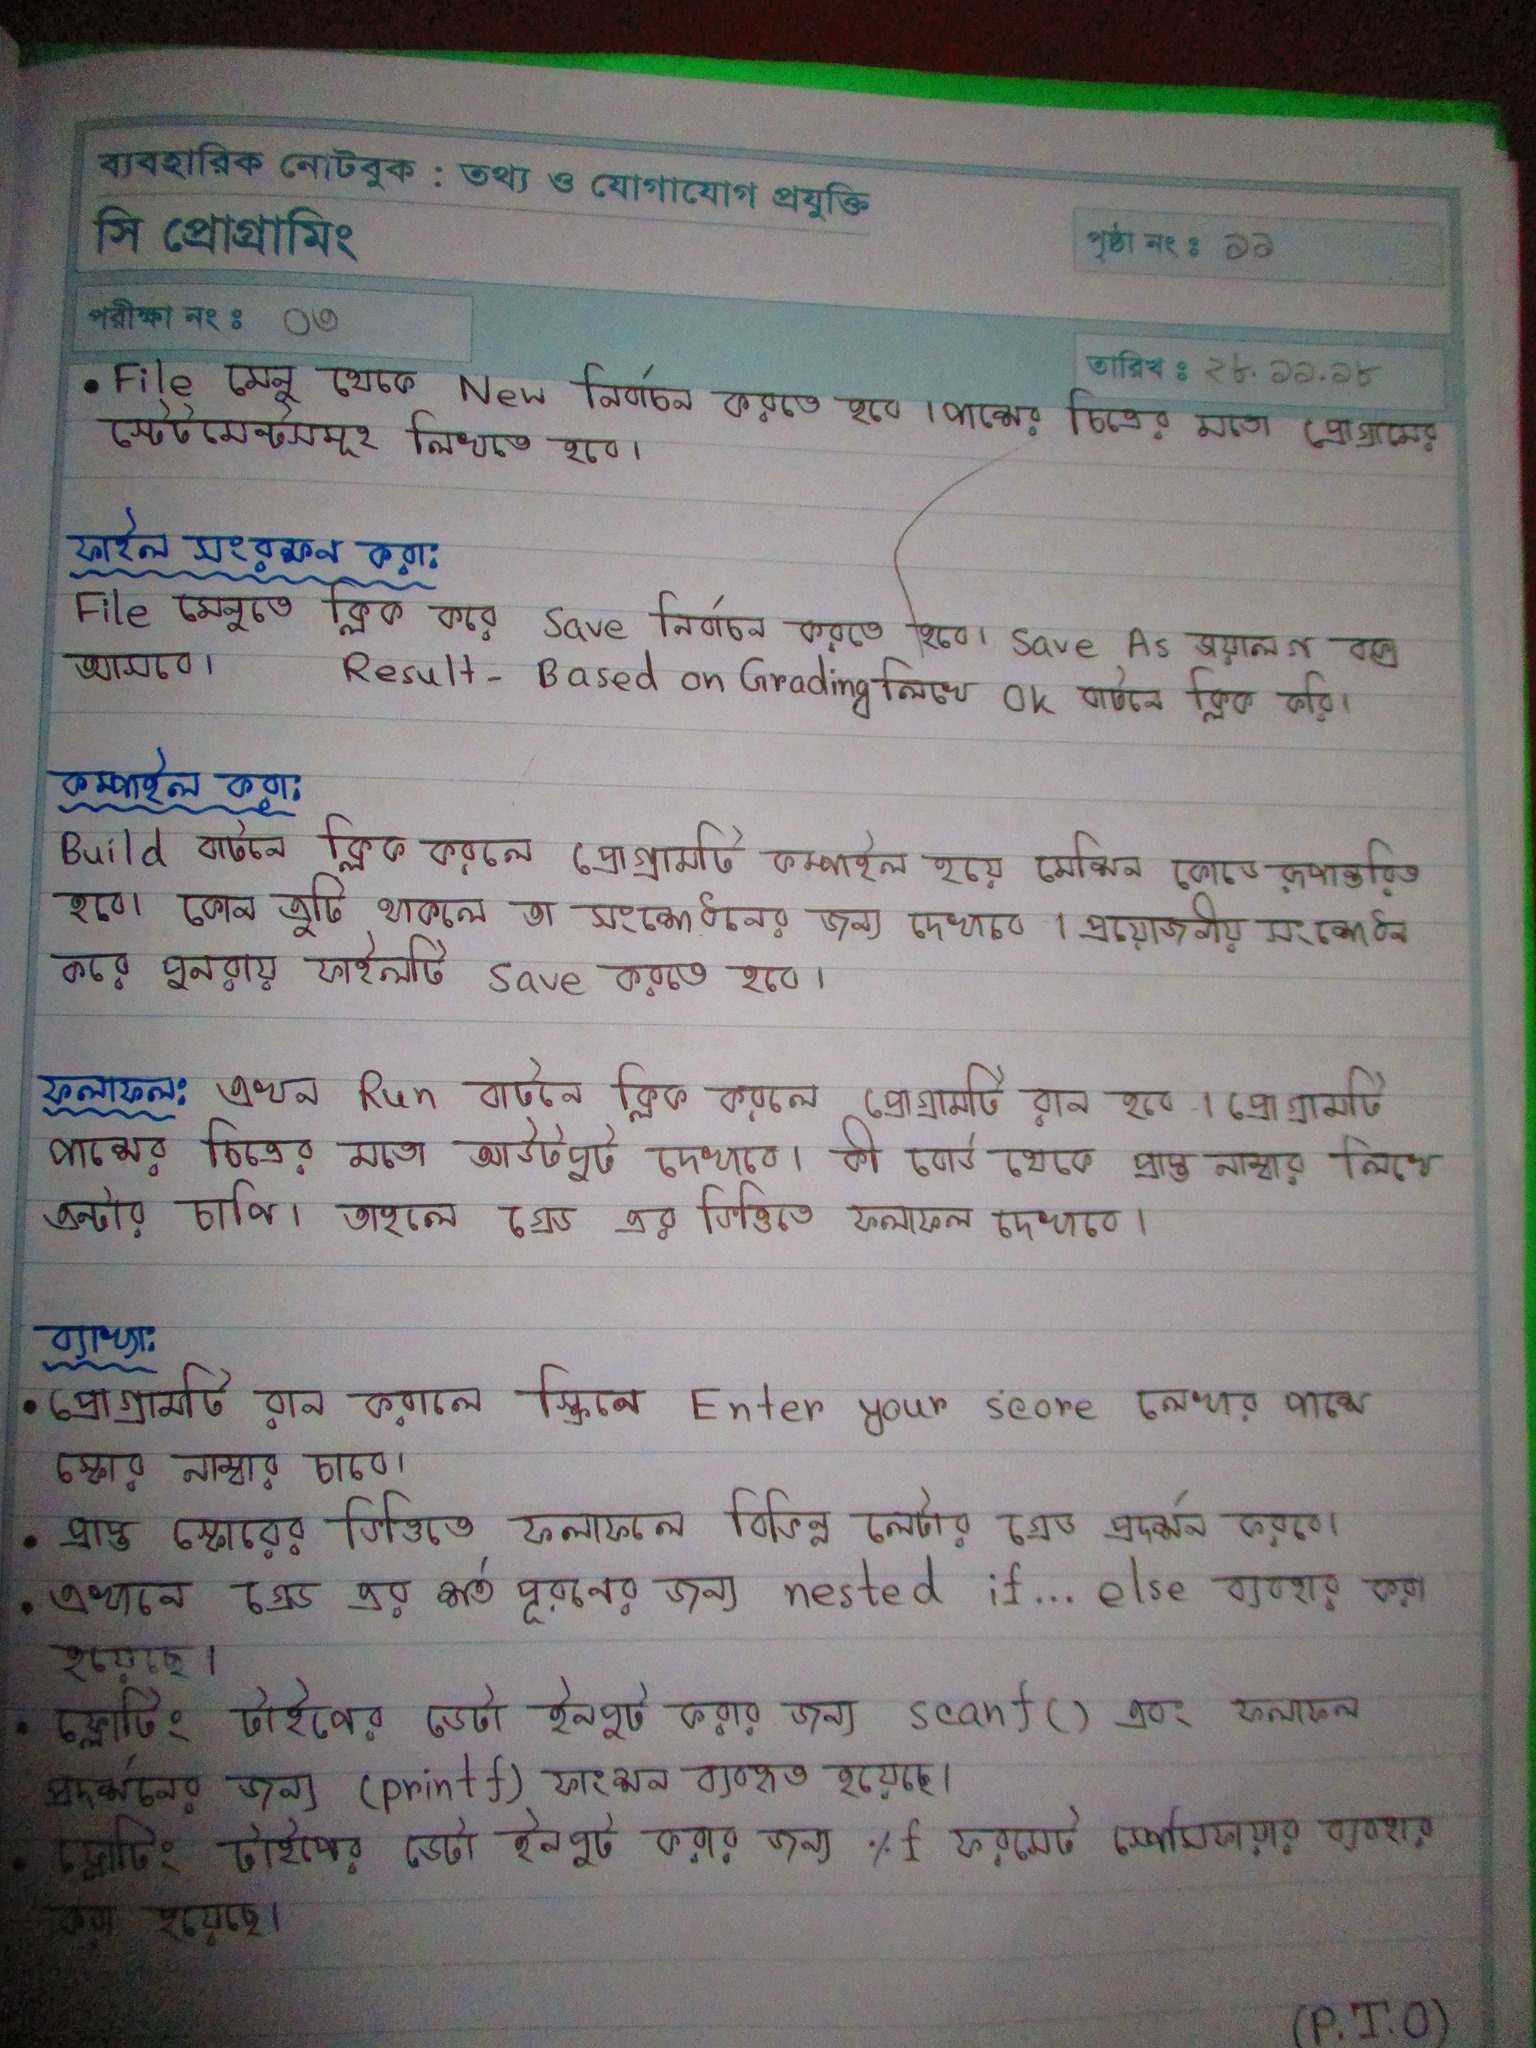 ব্যবহারিক নোটবুক : তথ্য ও যোগাযোগ প্রযুক্তি
সি প্রোগ্রামিং
পৃষ্ঠা নং : ১১
পরীক্ষা নং : ০৩
তারিখ : ২৮.১১.১৮
• File মেনু থেকে New নির্বাচন করতে হবে। পাশের চিত্রের মতো প্রোগ্রামের
স্টেটমেন্টসমূহ লিখতে হবে।
ফাইল সংরক্ষন করা:
File মেনুতে ক্লিক করে Save নির্বাচন করতে হবে। Save As ডায়ালগ বক্স
আসবে। Result - Based on Grading লিখে OK বাটনে ক্লিক করি।
কম্পাইল করা:
Build বাটনে ক্লিক করলে প্রোগ্রামটি কম্পাইল হয়ে মেশিন কোডে রূপান্তরিত
হবে। কোন ত্রুটি থাকলে তা সংশোধনের জন্য দেখাবে। প্রয়োজনীয় সংশোধন
করে পুনরায় ফাইলটি save করতে হবে।
ফলাফল: এখন Run বাটনে ক্লিক করলে প্রোগ্রামটি রান হবে। প্রোগ্রামটি
পাশের চিত্রের মতো আউটপুট দেখাবে। কী বোর্ড থেকে প্রাপ্ত নাম্বার লিখে
এন্টার চাপি। তাহলে গ্রেড এর ভিত্তিতে ফলাফল দেখাবে।
ব্যাখ্যা:
• প্রোগ্রামটি রান করালে স্ক্রিনে Enter your score লেখার পাশে
স্কোর নাম্বার চাবে।
• প্রাপ্ত স্কোরের ভিত্তিতে ফলাফলে বিভিন্ন লেটার গ্রেড প্রদর্শন করবে।
• এখানে গ্রেড এর শর্ত পূরনের জন্য nested if... else ব্যবহার করা
হয়েছে।
• ফ্লোটিং টাইপের ডেটা ইনপুট করার জন্য scanf() এবং ফলাফল
প্রদর্শনের জন্য (printf) ফাংশন ব্যবহৃত হয়েছে।
• ফ্লোটিং টাইপের ডেটা ইনপুট করার জন্য %f ফরমেট স্পেসিফায়ার ব্যবহার
করা হয়েছে।
(P.T.O)